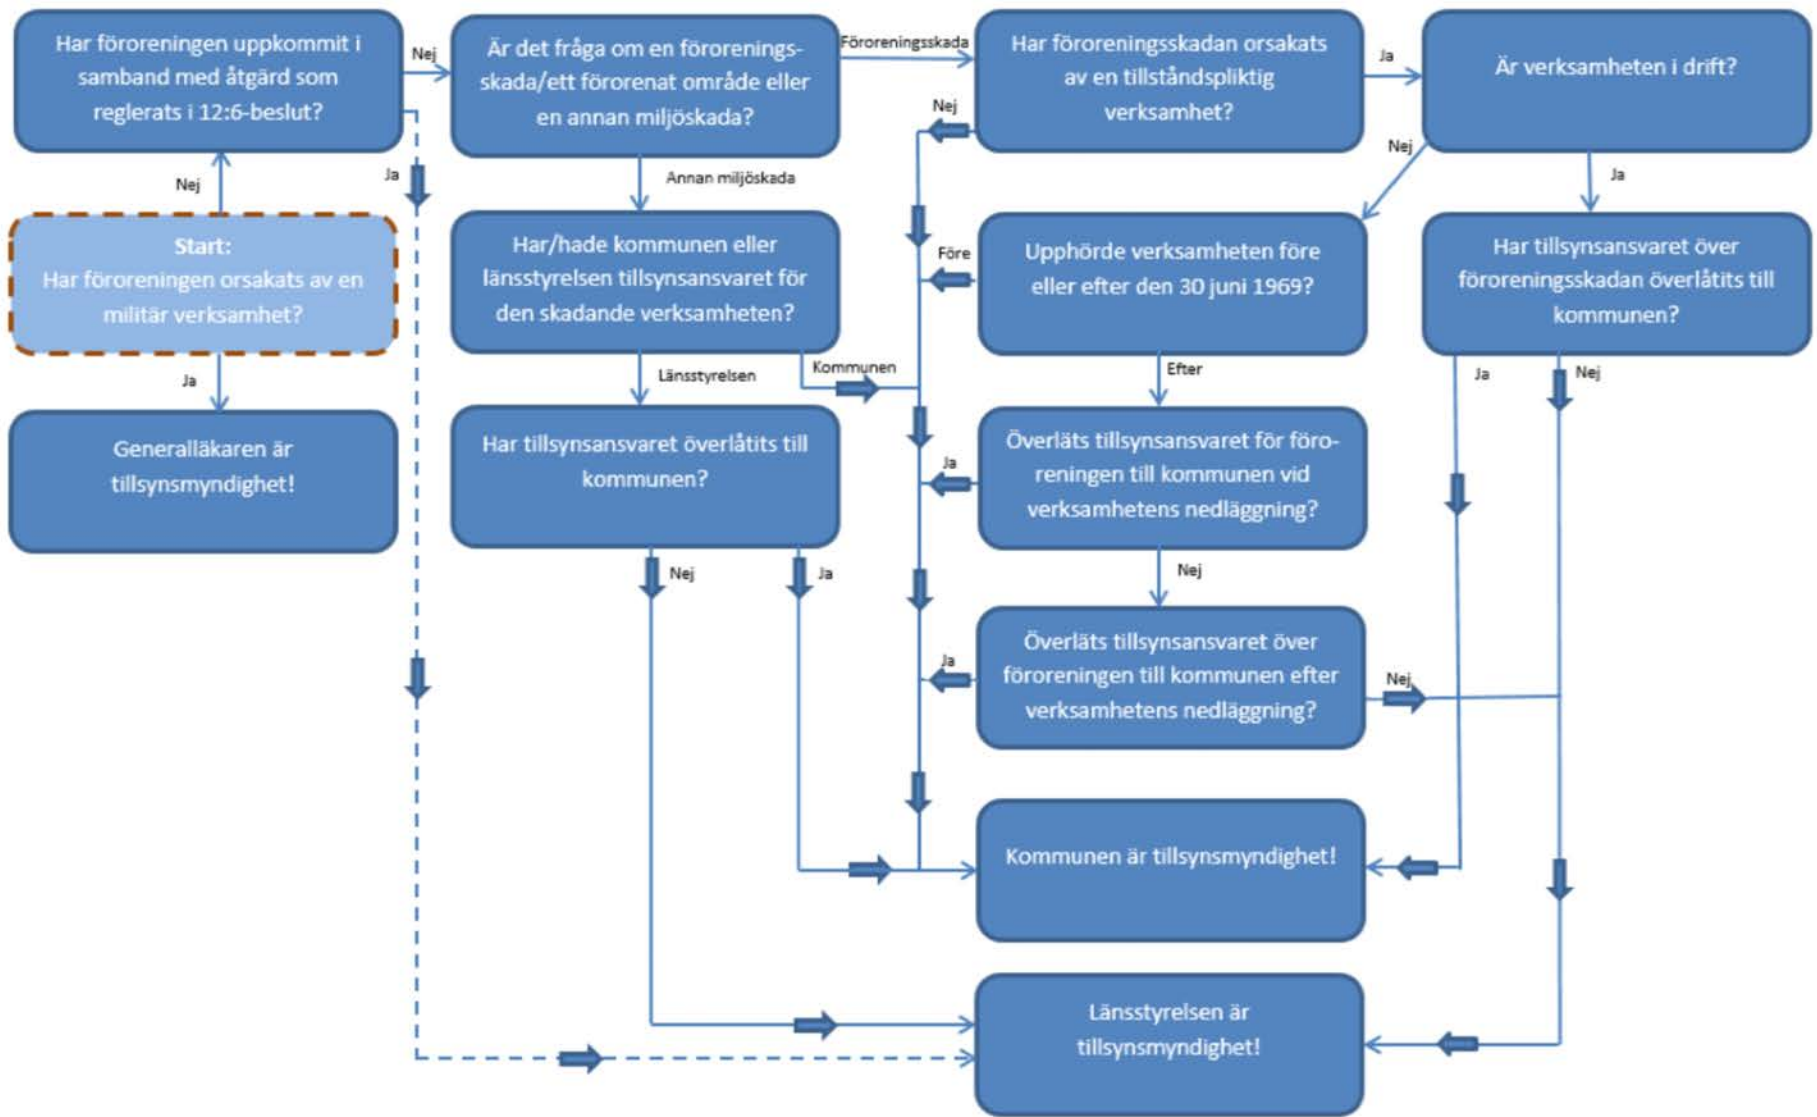 Har föroreningen uppkommit i
samband med åtgärd som
reglerats i 12:6-beslut?
Nej
Är det fråga om en förorenings-
skada/ett förorenat område eller
en annan miljöskada?
Föroreningsskada
Har föroreningsskadan orsakats
av en tillståndspliktig
verksamhet?
Ja
Är verksamheten i drift?
Nej
Nej
Ja
Nej
Annan miljöskada
Ja
Start:
Har föroreningen orsakats av en
militär verksamhet?
Har/hade kommunen eller
länsstyrelsen tillsynsansvaret för
den skadande verksamheten?
Före
Upphörde verksamheten före
eller efter den 30 juni 1969?
Har tillsynsansvaret över
föroreningsskadan överlåtits till
kommunen?
Ja
Länsstyrelsen
Kommunen
Efter
Ja
Nej
Generalläkaren är
tillsynsmyndighet!
Har tillsynsansvaret överlåtits till
kommunen?
Ja
Överläts tillsynsansvaret för föro-
reningen till kommunen vid
verksamhetens nedläggning?
Nej
Ja
Nej
Ja
Överläts tillsynsansvaret över
föroreningen till kommunen efter
verksamhetens nedläggning?
Nej
Kommunen är tillsynsmyndighet!
Länsstyrelsen är
tillsynsmyndighet!